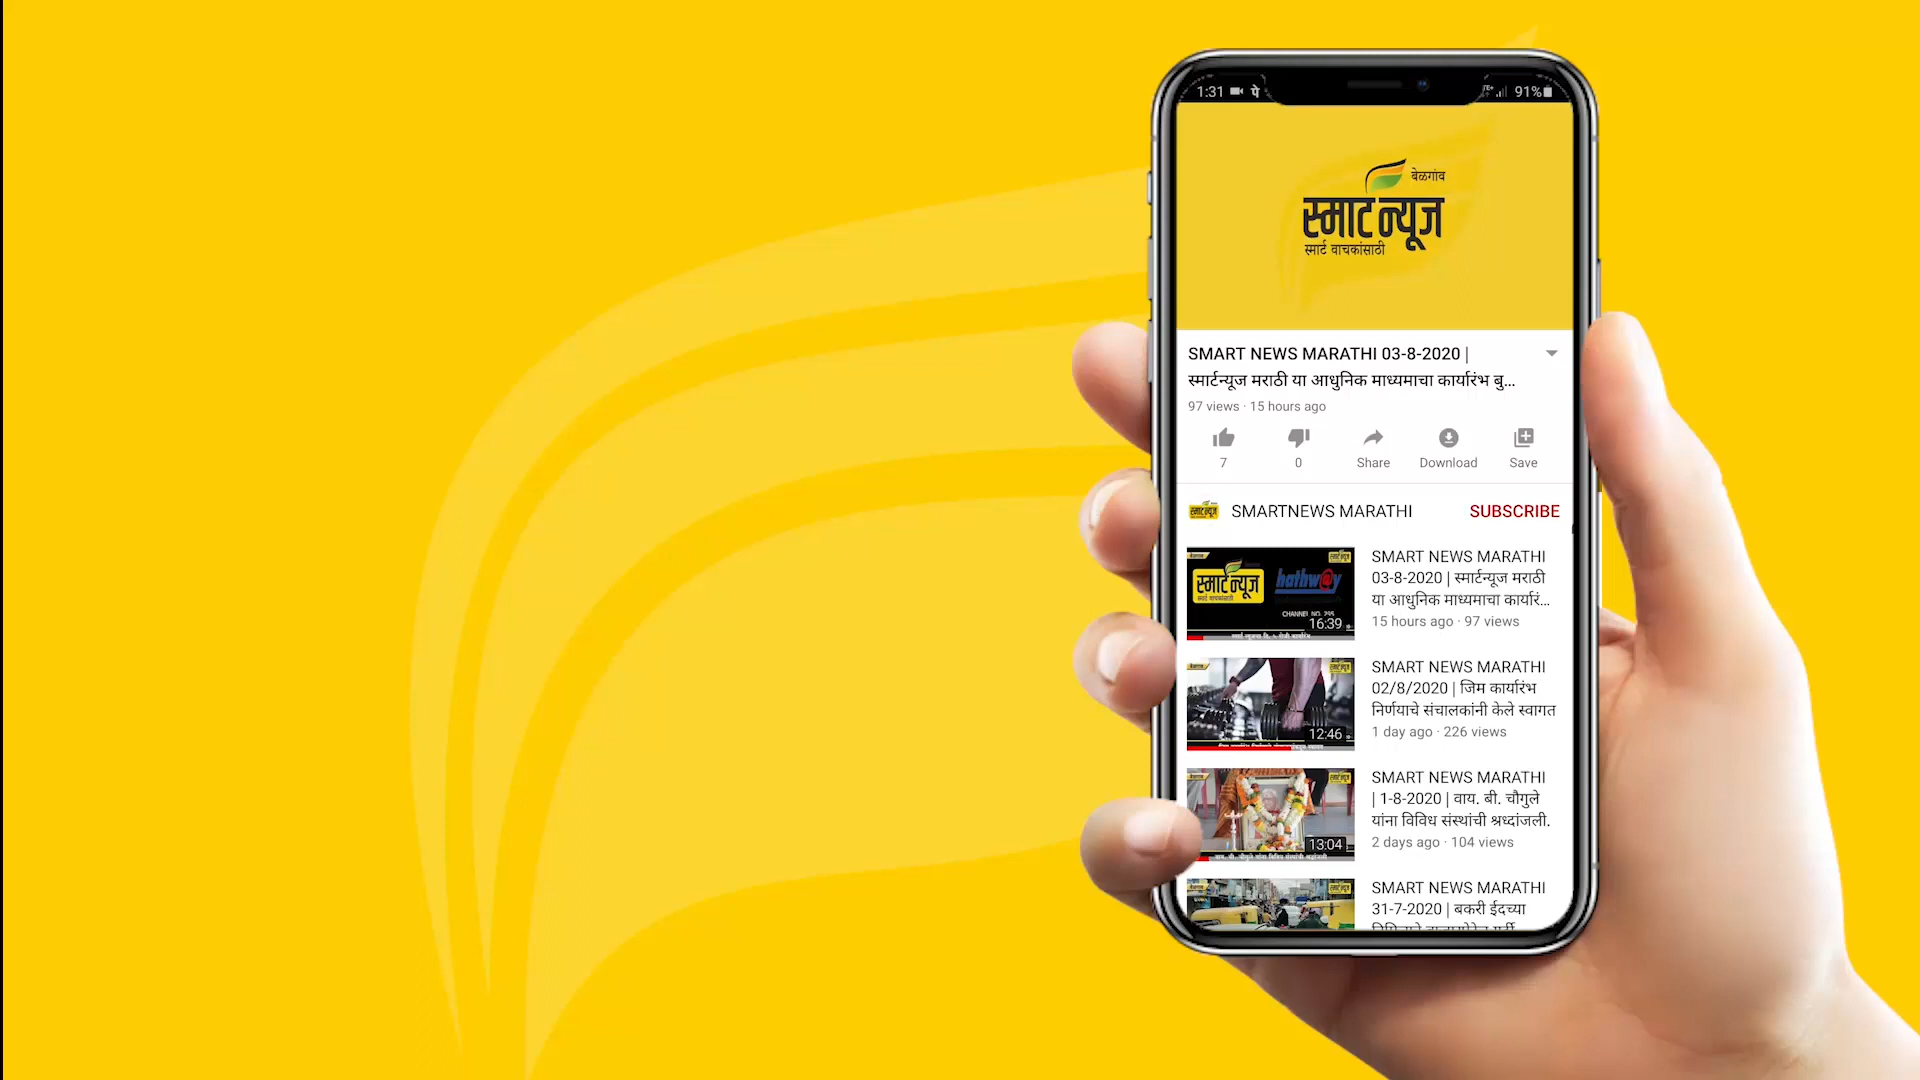 1:31 पे 91%
बेळगांव
स्मार्ट न्यूज
स्मार्ट वाचकांसाठी
SMART NEWS MARATHI 03-8-2020 |
स्मार्टन्यूज मराठी या आधुनिक माध्यमाचा कार्यारंभ बु...
97 views · 15 hours ago
7 0 Share Download Save
स्मार्ट न्यूज SMARTNEWS MARATHI SUBSCRIBE
स्मार्ट न्यूज hathw@y
CHANNEL NO. 295
16:39
SMART NEWS MARATHI
03-8-2020 | स्मार्टन्यूज मराठी
या आधुनिक माध्यमाचा कार्यारं...
15 hours ago · 97 views
12:46
SMART NEWS MARATHI
02/8/2020 | जिम कार्यारंभ
निर्णयाचे संचालकांनी केले स्वागत
1 day ago · 226 views
13:04
SMART NEWS MARATHI
| 1-8-2020 | वाय. बी. चौगुले
यांना विविध संस्थांची श्रध्दांजली.
2 days ago · 104 views
SMART NEWS MARATHI
31-7-2020 | बकरी ईदच्या